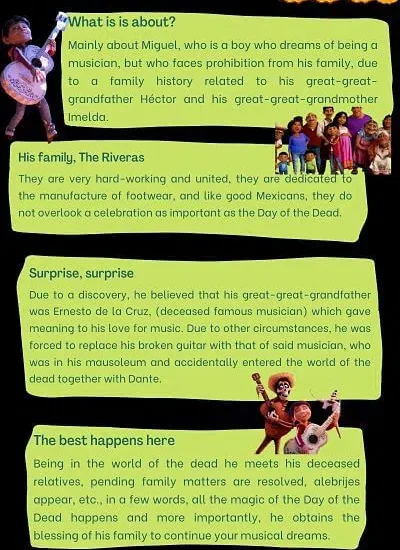 What is is about?
Mainly about Miguel, who is a boy who dreams of being a
musician, but who faces prohibition from his family, due
to a family history related to his great-great-
grandfather Héctor and his great-great-grandmother
Imelda.
His family, The Riveras
They are very hard-working and united, they are dedicated to
the manufacture of footwear, and like good Mexicans, they do
not overlook a celebration as important as the Day of the Dead.
Surprise, surprise
Due to a discovery, he believed that his great-great-grandfather
was Ernesto de la Cruz, (deceased famous musician) which gave
meaning to his love for music. Due to other circumstances, he was
forced to replace his broken guitar with that of said musician, who
was in his mausoleum and accidentally entered the world of the
dead together with Dante.
The best happens here
Being in the world of the dead he meets his deceased
relatives, pending family matters are resolved, alebrijes
appear, etc., in a few words, all the magic of the Day of the
Dead happens and more importantly, he obtains the
blessing of his family to continue your musical dreams.